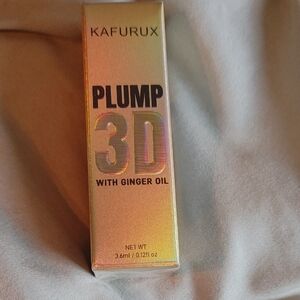 KAFURUX
PLUMP
3D
WITH GINGER OIL
NET WT
3.6ml / 0.12fl oz